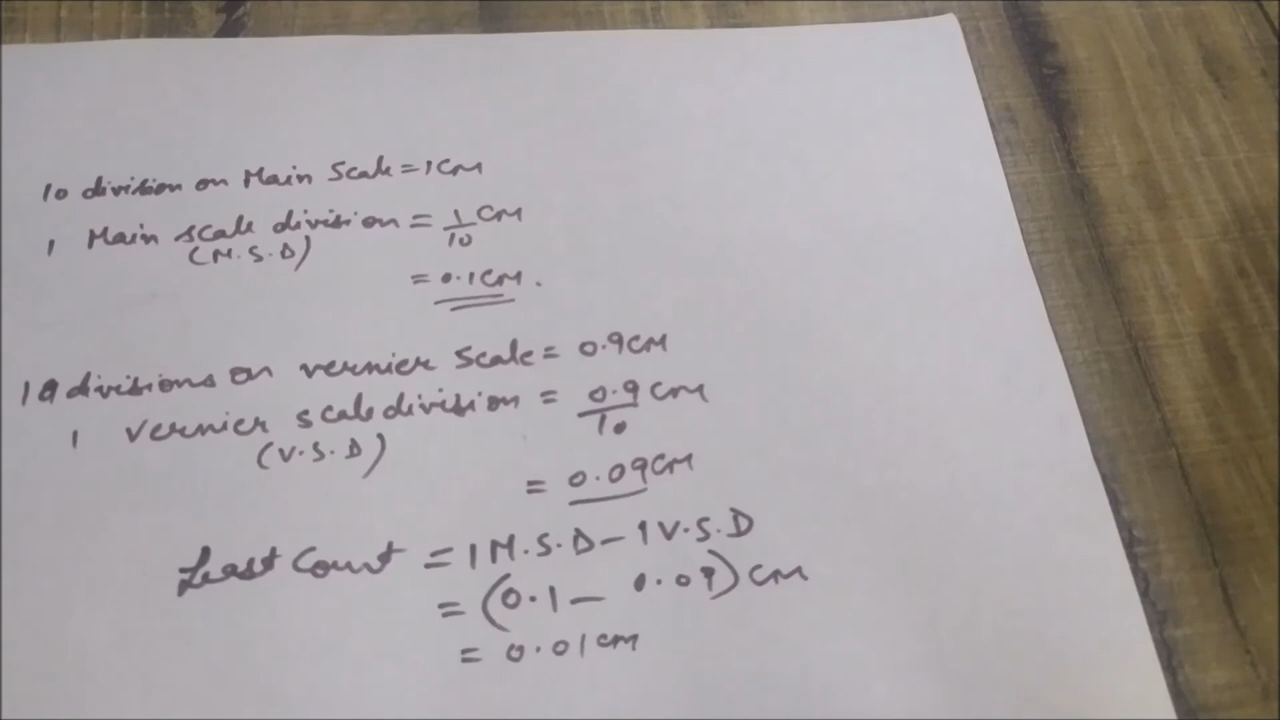 10 division on Main Scale = 1CM
1 Main scale division = 1/10 CM
(M.S.D)
= 0.1CM.
10 divisions on vernier Scale = 0.9CM
1 vernier scale division = 0.9/10 cm
(V.S.D)
= 0.09CM
Least Count = 1 M.S.D - 1 V.S.D
= (0.1 - 0.09) cm
= 0.01cm